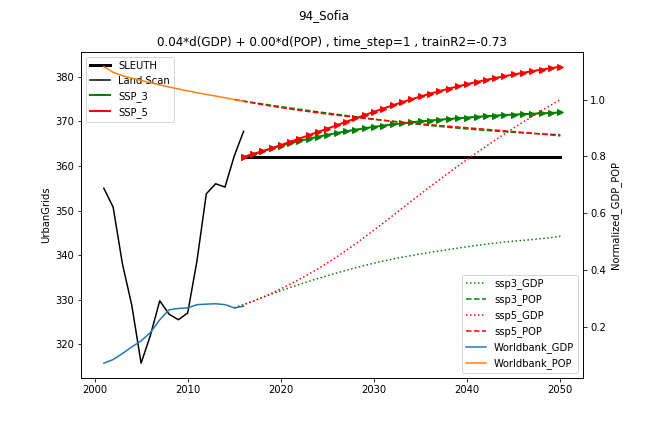 94_Sofia
0.04*d(GDP) + 0.00*d(POP) , time_step=1 , trainR2=-0.73
SLEUTH
Land Scan
SSP_3
SSP_5
380
370
360
350
340
330
320
UrbanGrids
1.0
0.8
0.6
0.4
0.2
Normalized_GDP_POP
ssp3_GDP
ssp3_POP
ssp5_GDP
ssp5_POP
Worldbank_GDP
Worldbank_POP
2000
2010
2020
2030
2040
2050